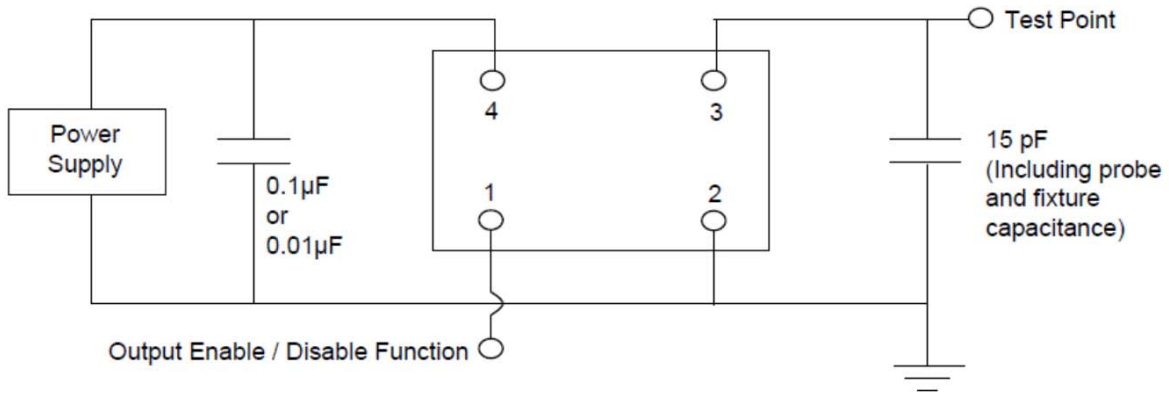 Test Point
4
3
Power
Supply
15 pF
(Including probe
and fixture
capacitance)
0.1µF
or
0.01µF
1
2
Output Enable / Disable Function